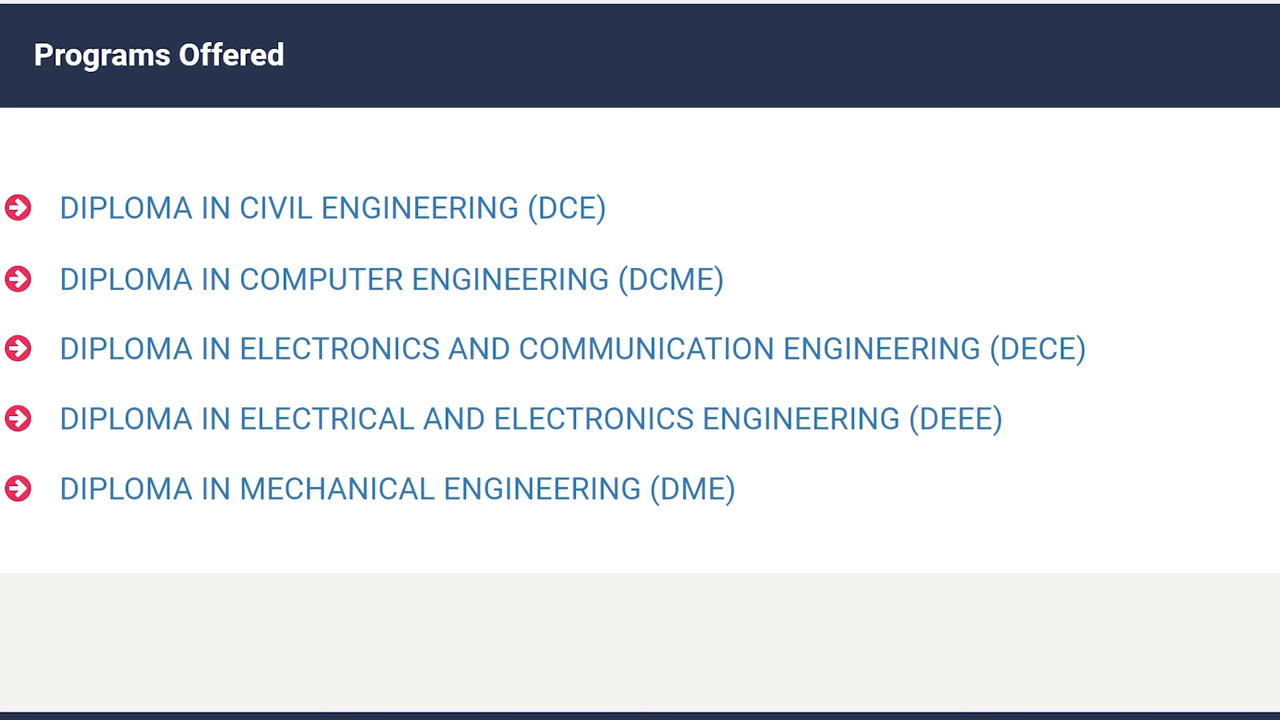 Programs Offered
DIPLOMA IN CIVIL ENGINEERING (DCE)
DIPLOMA IN COMPUTER ENGINEERING (DCME)
DIPLOMA IN ELECTRONICS AND COMMUNICATION ENGINEERING (DECE)
DIPLOMA IN ELECTRICAL AND ELECTRONICS ENGINEERING (DEEE)
DIPLOMA IN MECHANICAL ENGINEERING (DME)